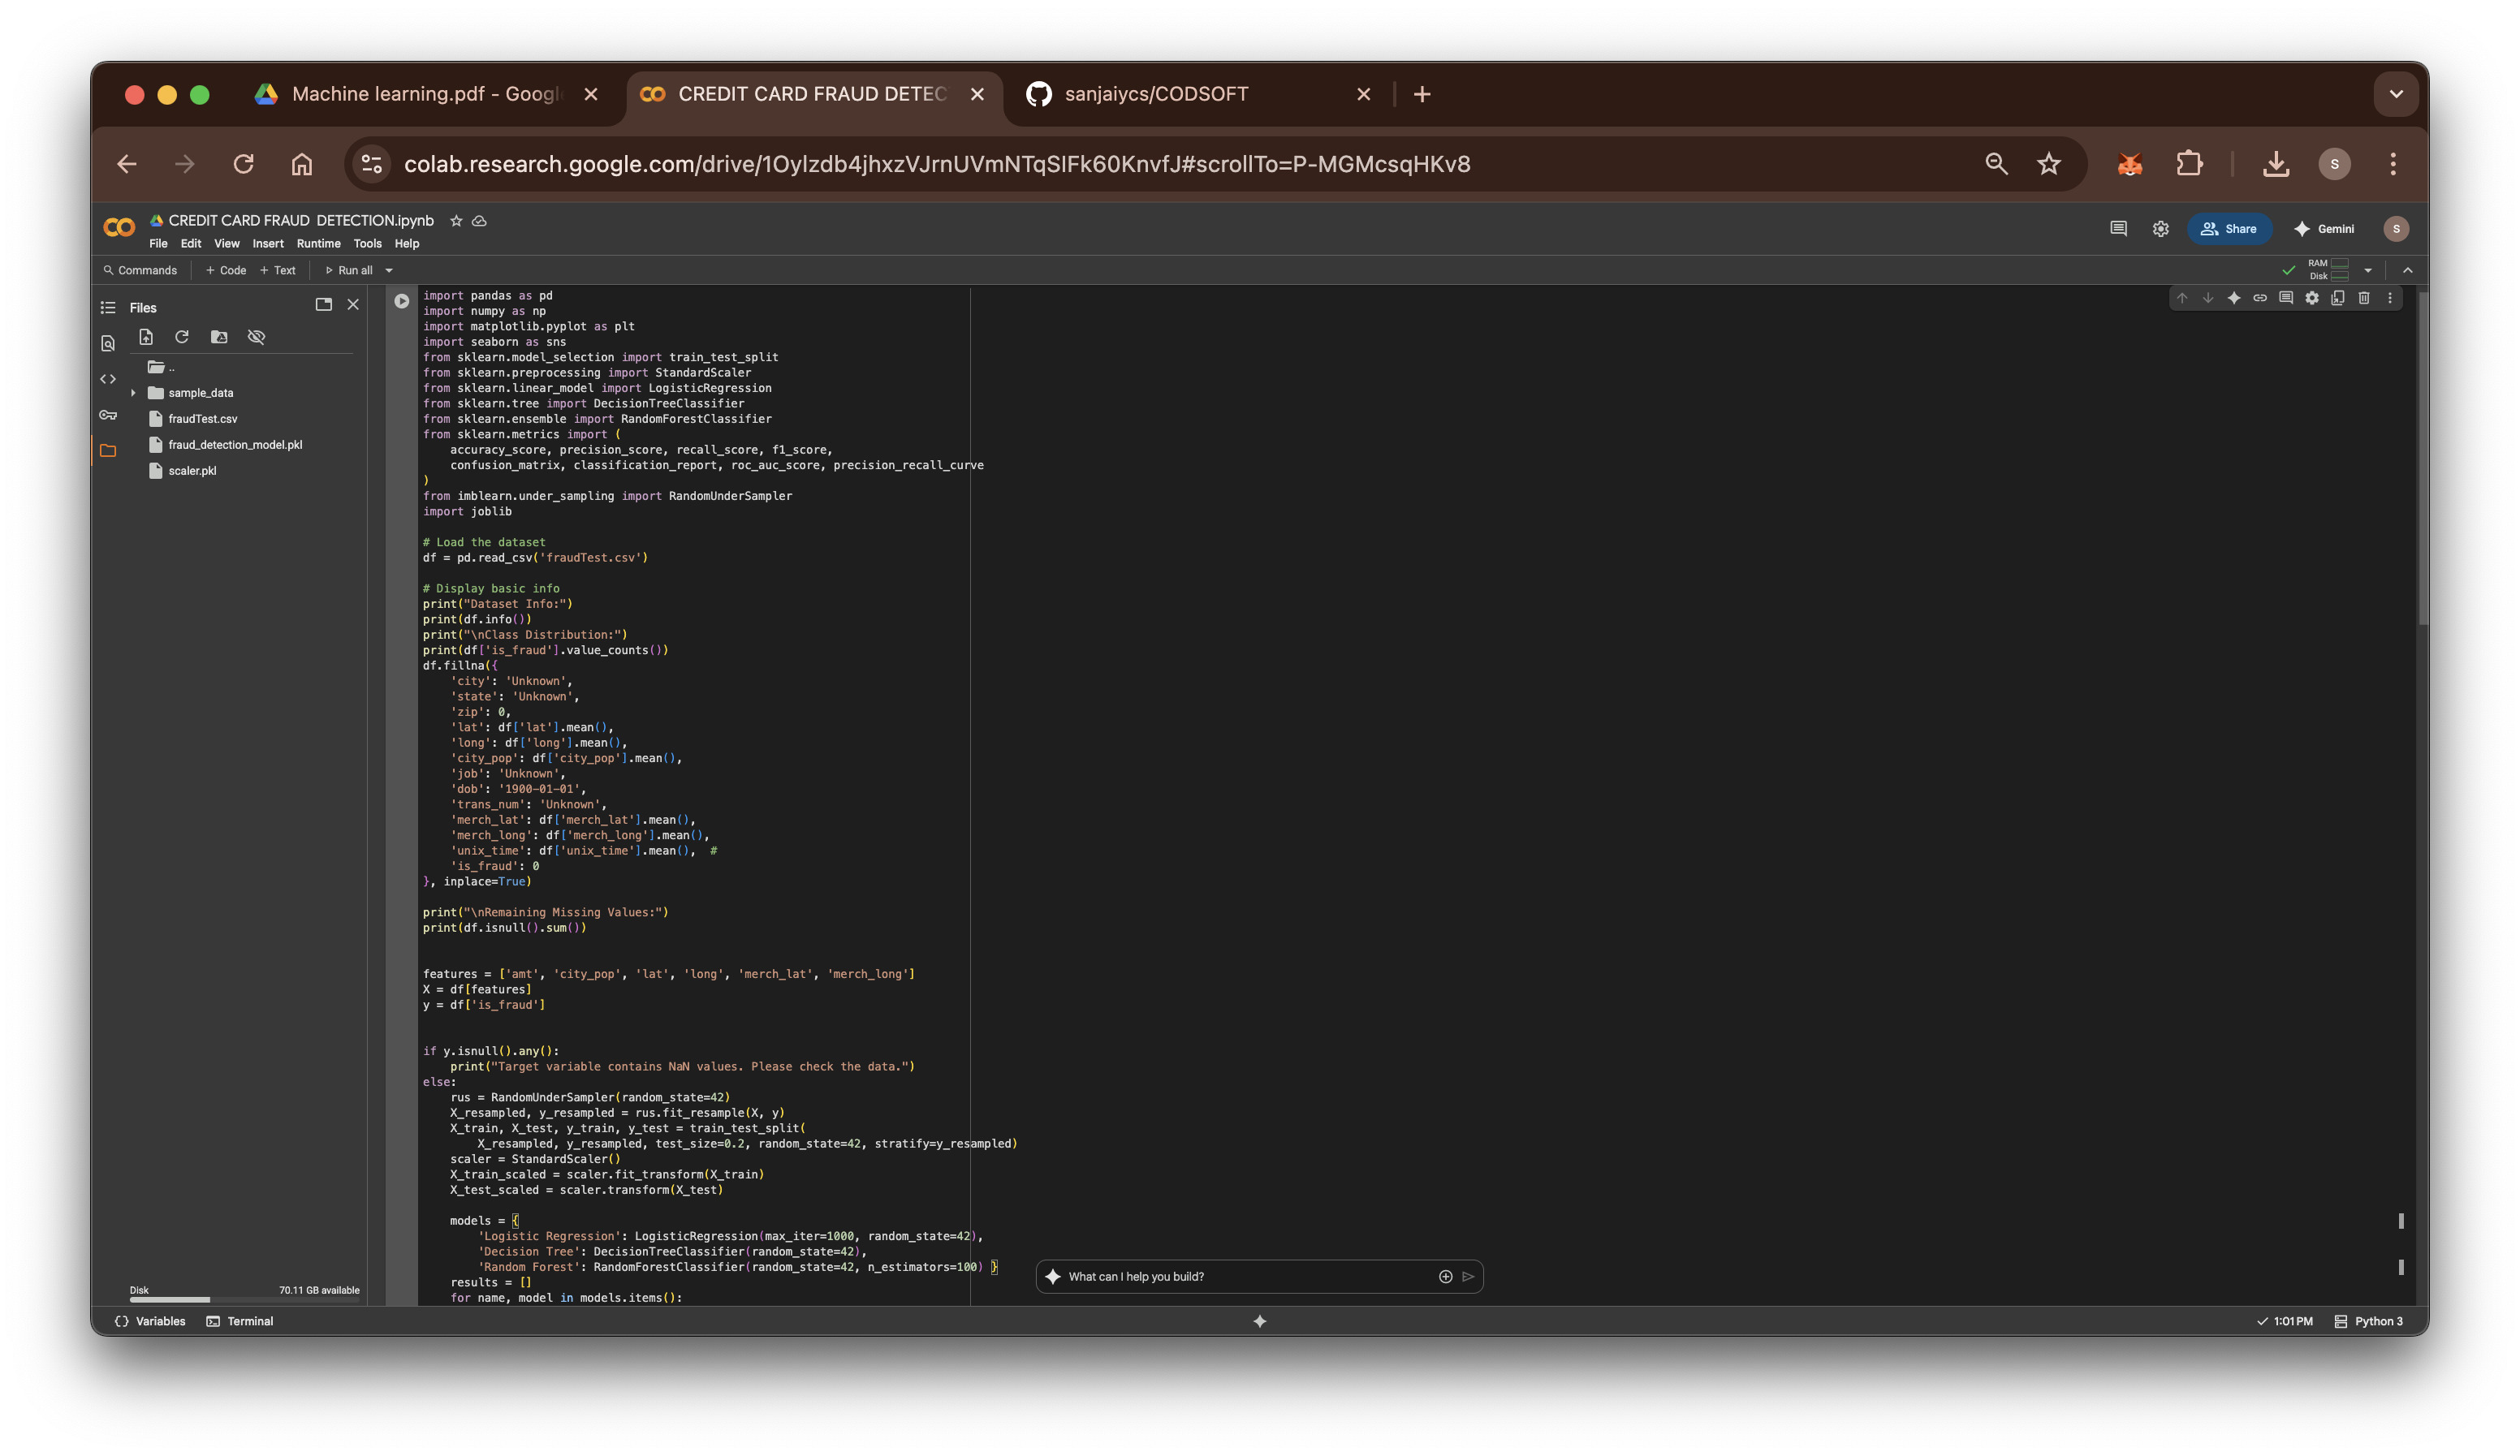 Machine learning.pdf - Googl
CREDIT CARD FRAUD DETEC
sanjaiycs/CODSOFT
colab.research.google.com/drive/1Oylzdb4jhxzVJrnUVmNTqSIFk60KnvfJ#scrollTo=P-MGMcsqHKv8
S
CREDIT CARD FRAUD DETECTION.ipynb
File Edit View Insert Runtime Tools Help
Share
Gemini
S
Commands + Code + Text Run all
RAM
Disk
Files
..
sample_data
fraudTest.csv
fraud_detection_model.pkl
scaler.pkl
Disk 70.11 GB available
import pandas as pd
import numpy as np
import matplotlib.pyplot as plt
import seaborn as sns
from sklearn.model_selection import train_test_split
from sklearn.preprocessing import StandardScaler
from sklearn.linear_model import LogisticRegression
from sklearn.tree import DecisionTreeClassifier
from sklearn.ensemble import RandomForestClassifier
from sklearn.metrics import (
    accuracy_score, precision_score, recall_score, f1_score,
    confusion_matrix, classification_report, roc_auc_score, precision_recall_curve
)
from imblearn.under_sampling import RandomUnderSampler
import joblib
# Load the dataset
df = pd.read_csv('fraudTest.csv')
# Display basic info
print("Dataset Info:")
print(df.info())
print("\nClass Distribution:")
print(df['is_fraud'].value_counts())
df.fillna({
    'city': 'Unknown',
    'state': 'Unknown',
    'zip': 0,
    'lat': df['lat'].mean(),
    'long': df['long'].mean(),
    'city_pop': df['city_pop'].mean(),
    'job': 'Unknown',
    'dob': '1900-01-01',
    'trans_num': 'Unknown',
    'merch_lat': df['merch_lat'].mean(),
    'merch_long': df['merch_long'].mean(),
    'unix_time': df['unix_time'].mean(),  #
    'is_fraud': 0
}, inplace=True)
print("\nRemaining Missing Values:")
print(df.isnull().sum())
features = ['amt', 'city_pop', 'lat', 'long', 'merch_lat', 'merch_long']
X = df[features]
y = df['is_fraud']
if y.isnull().any():
    print("Target variable contains NaN values. Please check the data.")
else:
    rus = RandomUnderSampler(random_state=42)
    X_resampled, y_resampled = rus.fit_resample(X, y)
    X_train, X_test, y_train, y_test = train_test_split(
        X_resampled, y_resampled, test_size=0.2, random_state=42, stratify=y_resampled)
    scaler = StandardScaler()
    X_train_scaled = scaler.fit_transform(X_train)
    X_test_scaled = scaler.transform(X_test)
    models = {
        'Logistic Regression': LogisticRegression(max_iter=1000, random_state=42),
        'Decision Tree': DecisionTreeClassifier(random_state=42),
        'Random Forest': RandomForestClassifier(random_state=42, n_estimators=100) }
    results = []
    for name, model in models.items():
What can I help you build?
Variables Terminal
1:01 PM Python 3